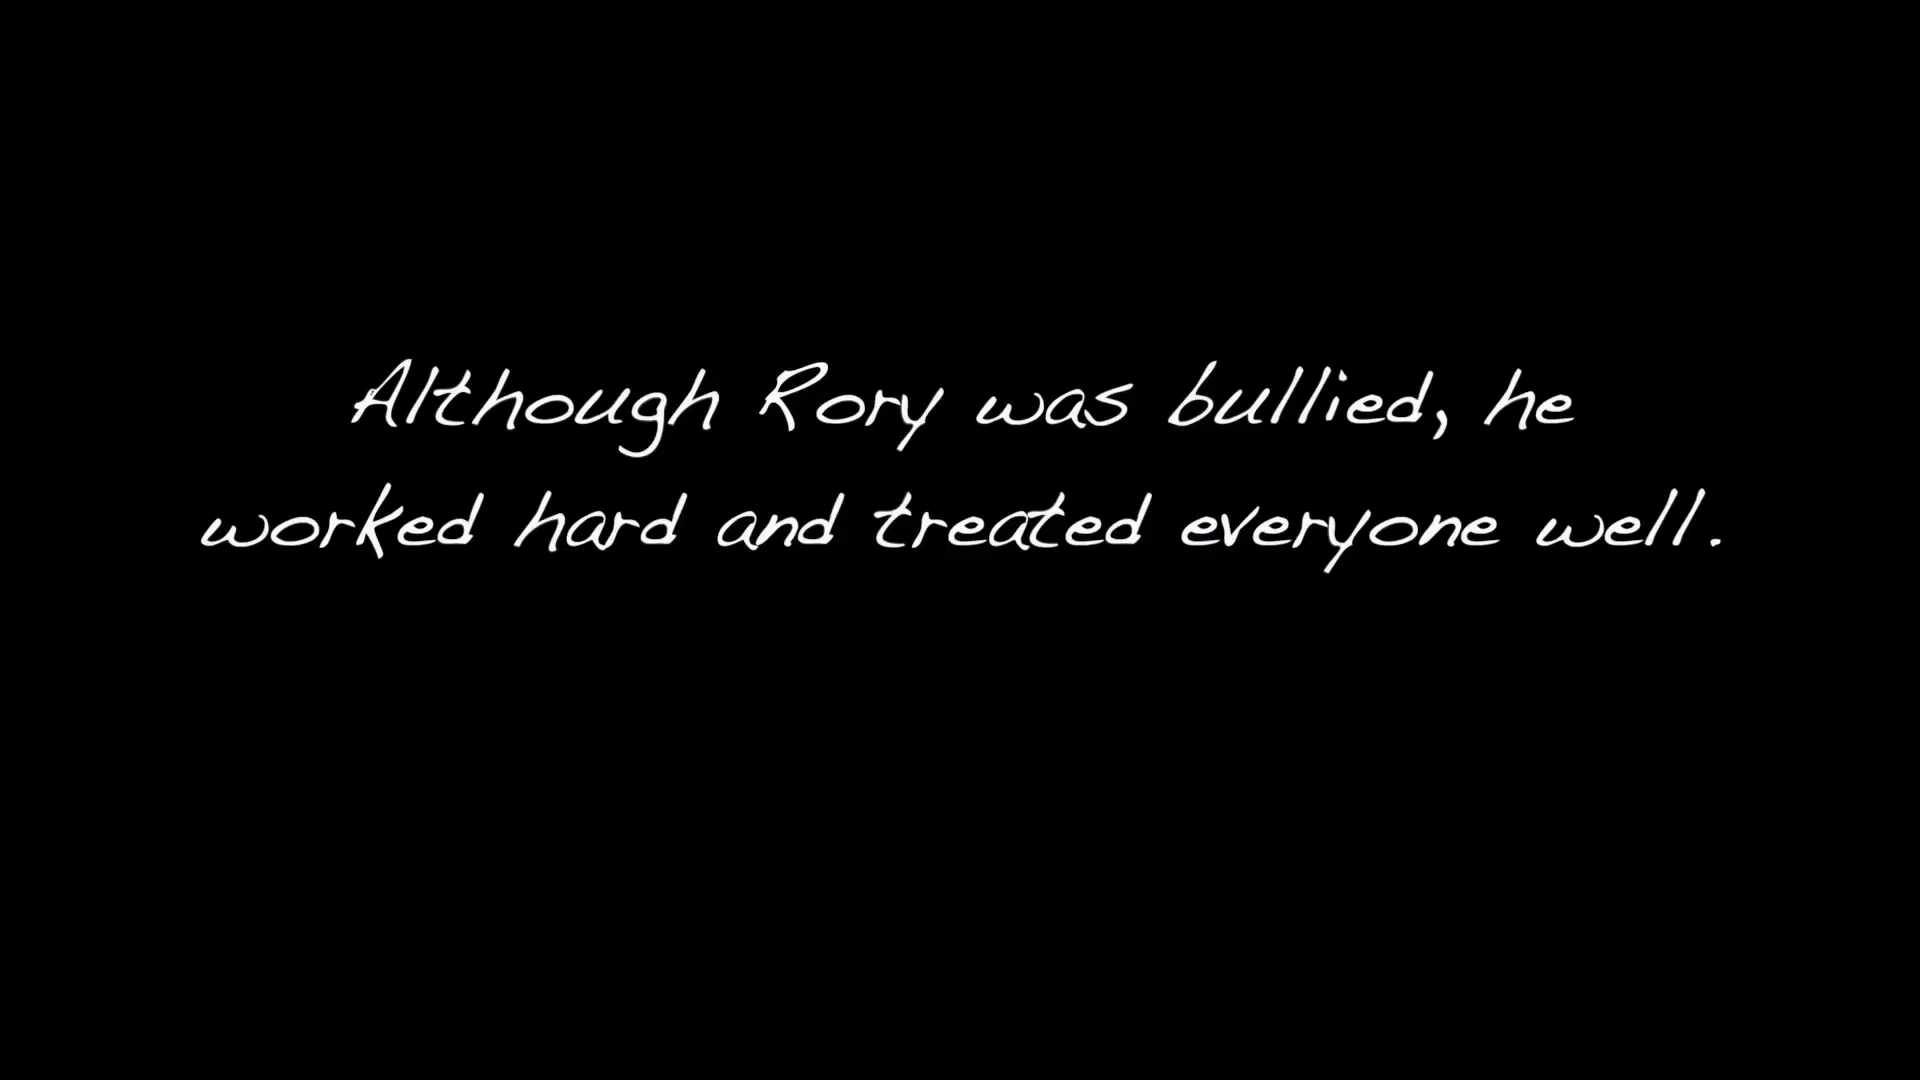 Although Rory was bullied, he
worked hard and treated everyone well.